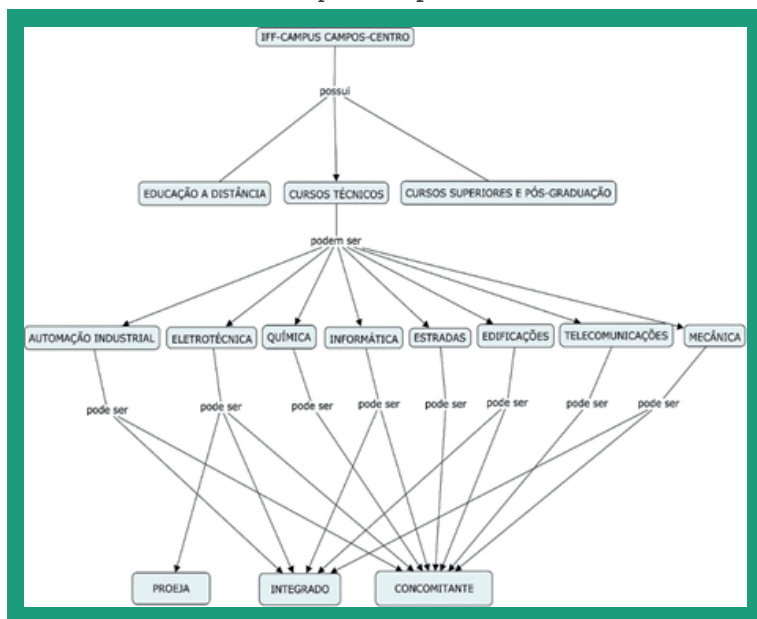 IFF-CAMPUS CAMPOS-CENTRO
possui
EDUCAÇÃO A DISTÂNCIA
CURSOS TÉCNICOS
CURSOS SUPERIORES E PÓS-GRADUAÇÃO
podem ser
AUTOMAÇÃO INDUSTRIAL
ELETROTÉCNICA
QUÍMICA
INFORMÁTICA
ESTRADAS
EDIFICAÇÕES
TELECOMUNICAÇÕES
MECÂNICA
pode ser
pode ser
pode ser
pode ser
pode ser
pode ser
pode ser
pode ser
PROEJA
INTEGRADO
CONCOMITANTE